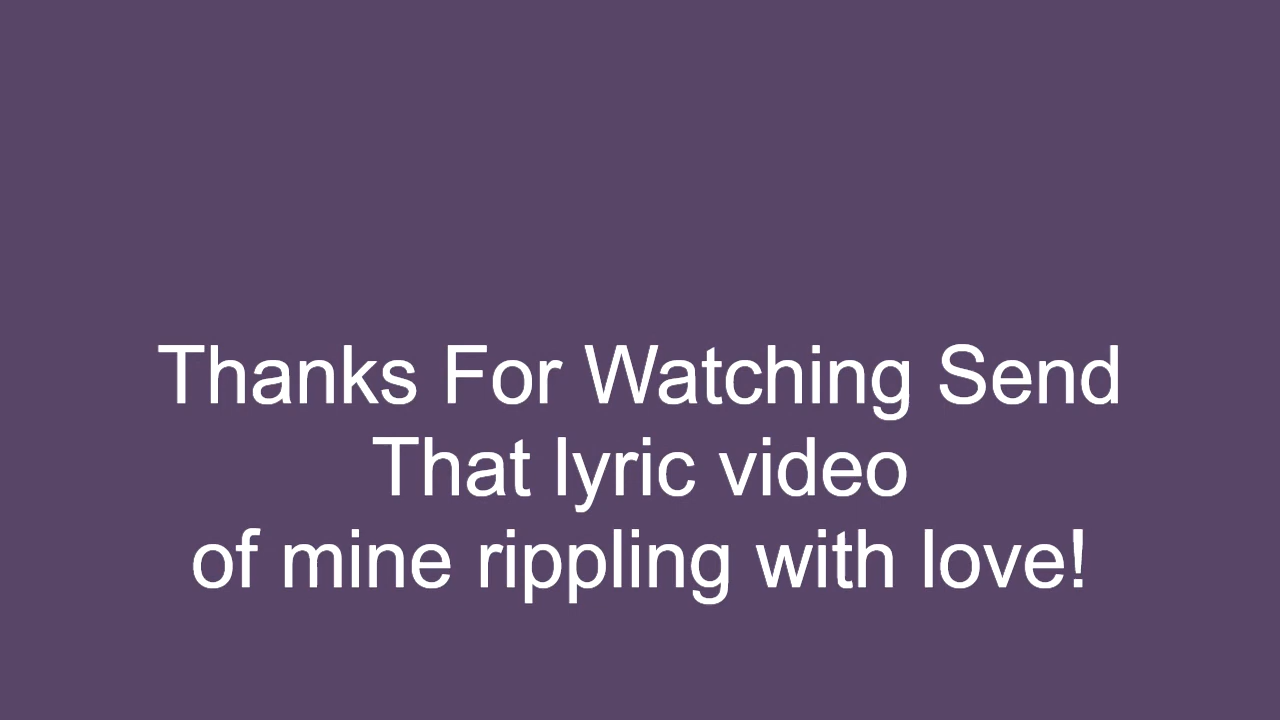 Thanks For Watching Send
That lyric video
of mine rippling with love!